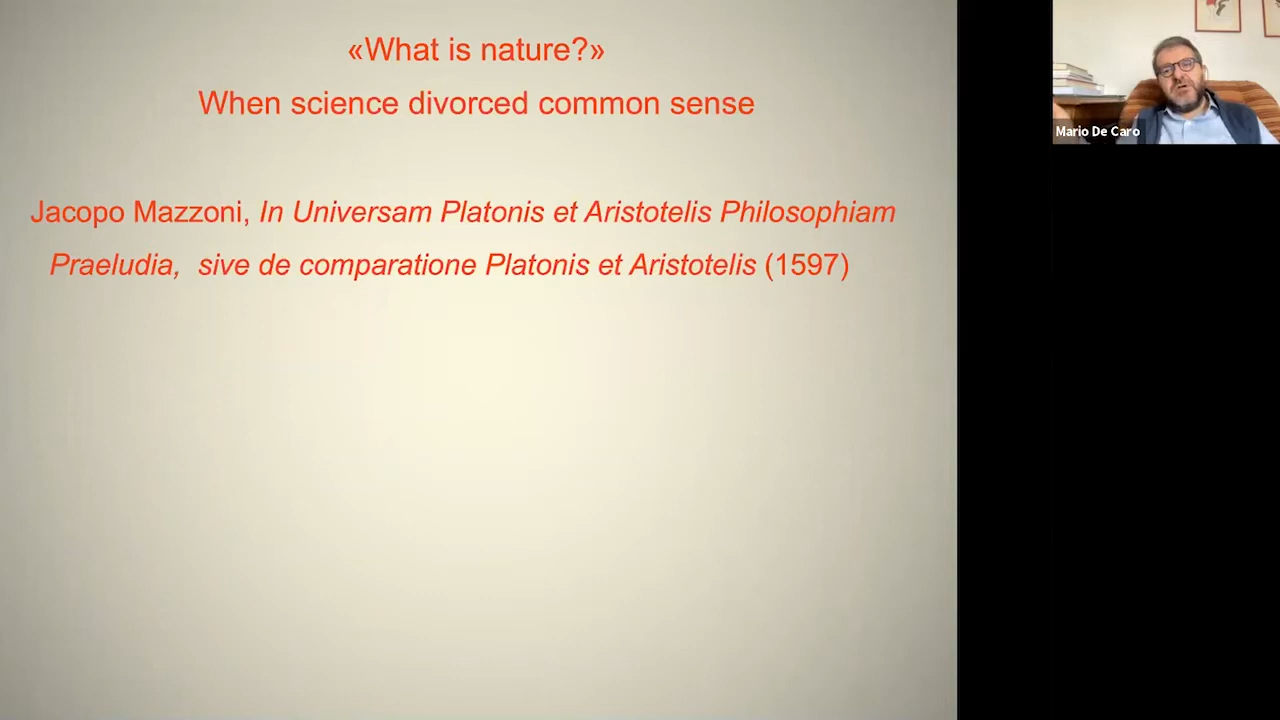 «What is nature?»
When science divorced common sense
Jacopo Mazzoni, In Universam Platonis et Aristotelis Philosophiam
Praeludia,  sive de comparatione Platonis et Aristotelis (1597)
Mario De Caro